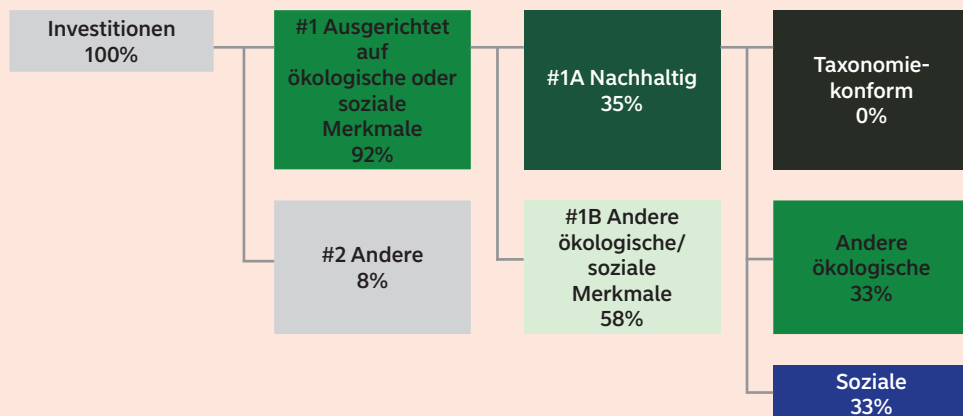 Investitionen
100%
#1 Ausgerichtet
auf
ökologische oder
soziale
Merkmale
92%
#2 Andere
8%
#1A Nachhaltig
35%
#1B Andere
ökologische/
soziale
Merkmale
58%
Taxonomie-
konform
0%
Andere
ökologische
33%
Soziale
33%